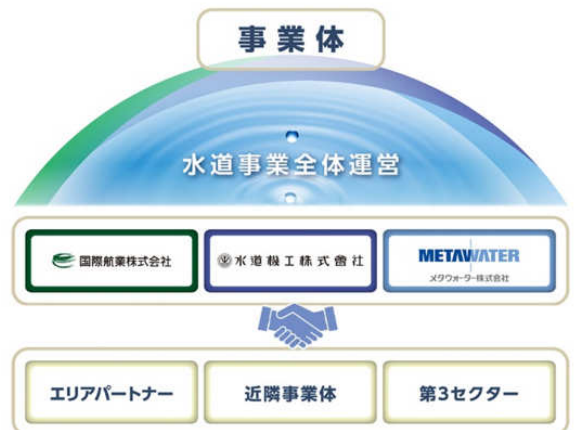 事業体
水道事業全体運営
国際航業株式会社
水道機工株式會社
METAWATER
メタウォーター株式会社
エリアパートナー
近隣事業体
第3セクター